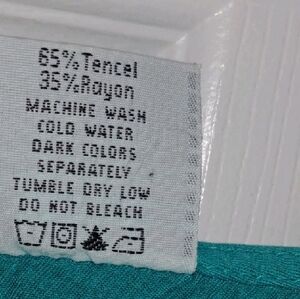 65%Tencel
35%Rayon
MACHINE WASH
COLD WATER
DARK COLORS
SEPARATELY
TUMBLE DRY LOW
DO NOT BLEACH